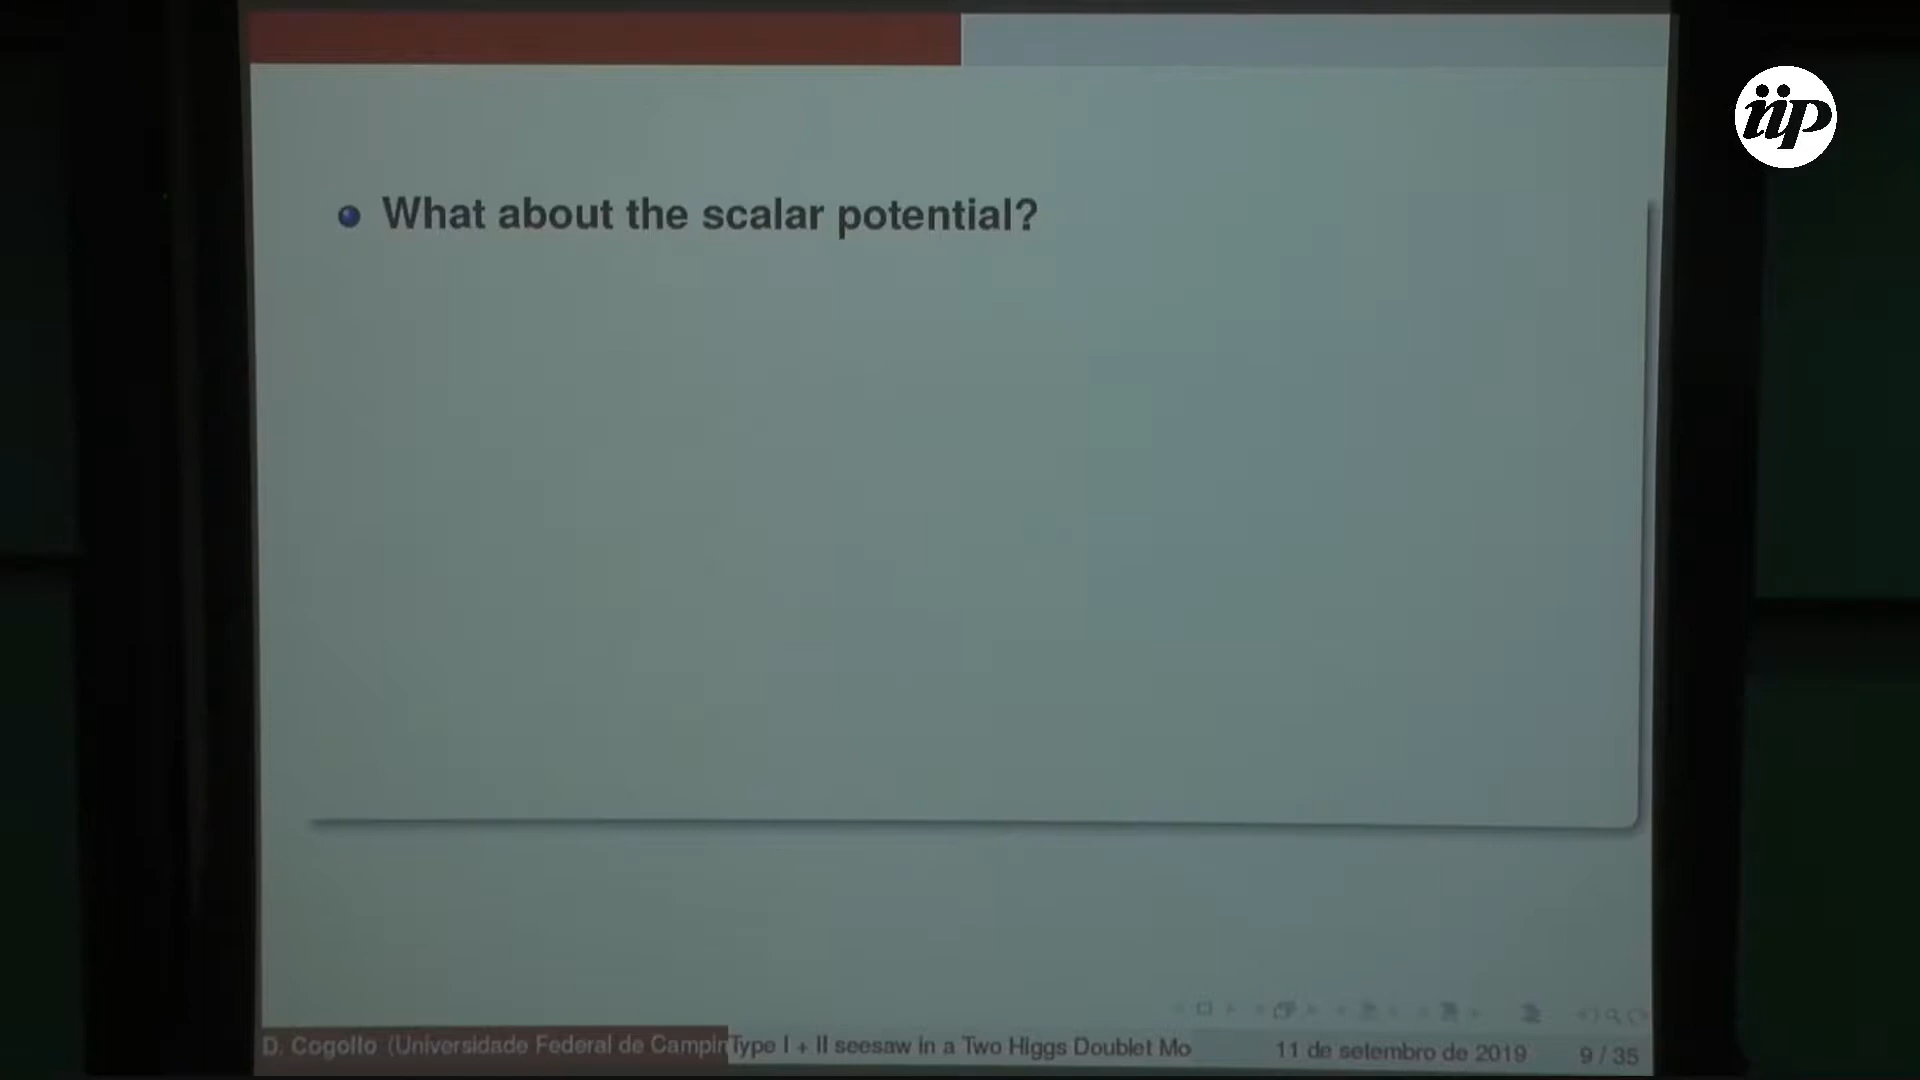 iip
What about the scalar potential?
D. Cogollo (Universidade Federal de Campin
Type I + II seesaw in a Two Higgs Doublet Mo
11 de setembro de 2019
9 / 35